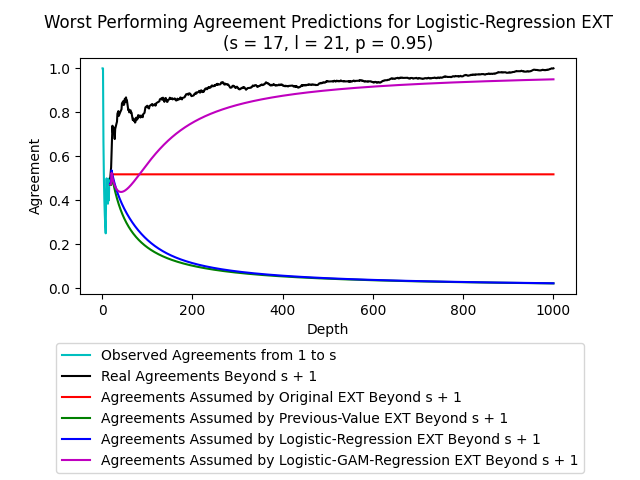 Worst Performing Agreement Predictions for Logistic-Regression EXT
(s = 17, l = 21, p = 0.95)
Agreement
1.0
0.8
0.6
0.4
0.2
0.0
0
200
400
600
800
1000
Depth
Observed Agreements from 1 to s
Real Agreements Beyond s + 1
Agreements Assumed by Original EXT Beyond s + 1
Agreements Assumed by Previous-Value EXT Beyond s + 1
Agreements Assumed by Logistic-Regression EXT Beyond s + 1
Agreements Assumed by Logistic-GAM-Regression EXT Beyond s + 1